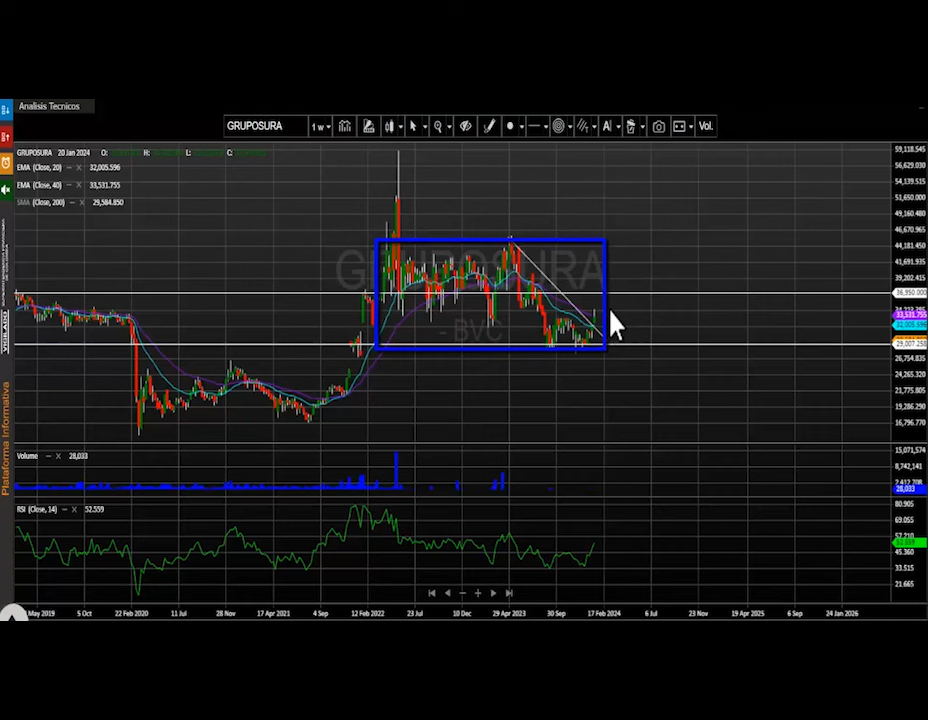 Analisis Tecnicos
GRUPOSURA 1 w Vol.
GRUPOSURA 20 Jan 2024 O: H: L: C:
EMA (Close, 20) 32,005.596
EMA (Close, 40) 33,531.755
SMA (Close, 200) 29,584.850
GRUPOSURA
- BVC
59,118.545
56,629.030
54,139.515
51,650.000
49,160.480
46,670.965
44,181.450
41,691.935
39,202.415
36,950.000
33,531.755
32,005.596
29,007.250
26,754.835
24,265.320
21,775.805
19,286.290
16,796.770
Volume 28,033
15,071,574
8,742,141
28,033
RSI (Close, 14) 52.559
80.905
69.055
57.210
45.360
33.515
21.665
May 2019 5 Oct 22 Feb 2020 11 Jul 28 Nov 17 Apr 2021 4 Sep 12 Feb 2022 23 Jul 10 Dec 29 Apr 2023 30 Sep 17 Feb 2024 6 Jul 23 Nov 19 Apr 2025 6 Sep 24 Jan 2026
VIGILADO
Plataforma Informativa